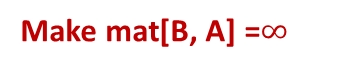 Make mat[B, A] =∞